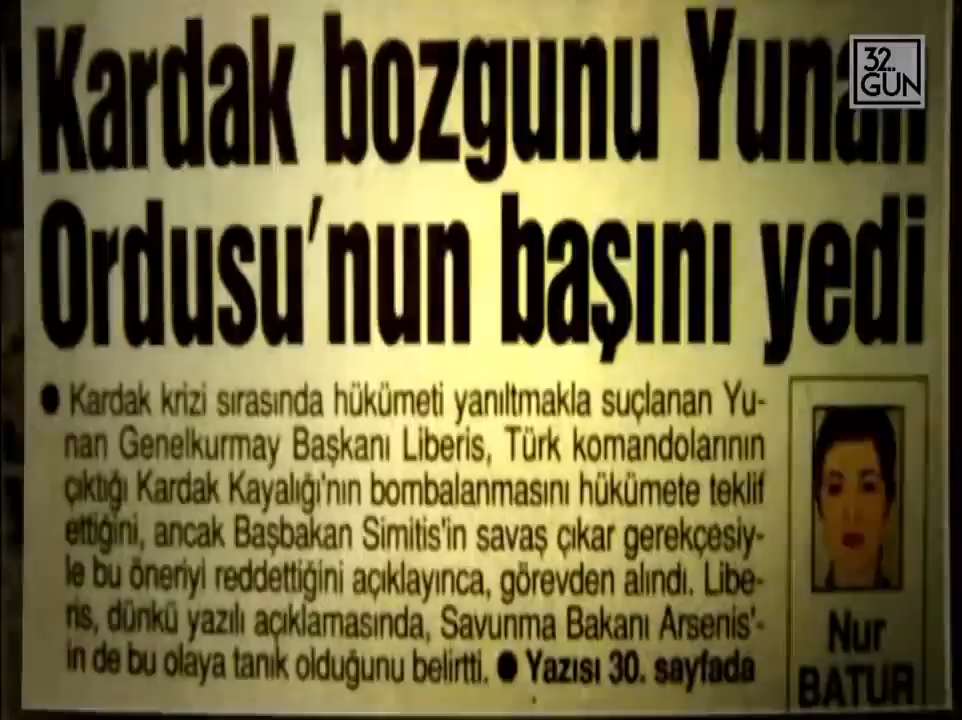 Kardak bozgunu Yunan
32.
GÜN
Ordusu'nun başını yedi
● Kardak krizi sırasında hükümeti yanıltmakla suçlanan Yu-
nan Genelkurmay Başkanı Liberis, Türk komandolarının
çıktığı Kardak Kayalığı'nın bombalanmasını hükümete teklif
ettiğini, ancak Başbakan Simitis'in savaş çıkar gerekçesiy-
le bu öneriyi reddettiğini açıklayınca, görevden alındı. Libe-
ris, dünkü yazılı açıklamasında, Savunma Bakanı Arsenis'-
in de bu olaya tanık olduğunu belirtti. ● Yazısı 30. sayfada
Nur
BATUR